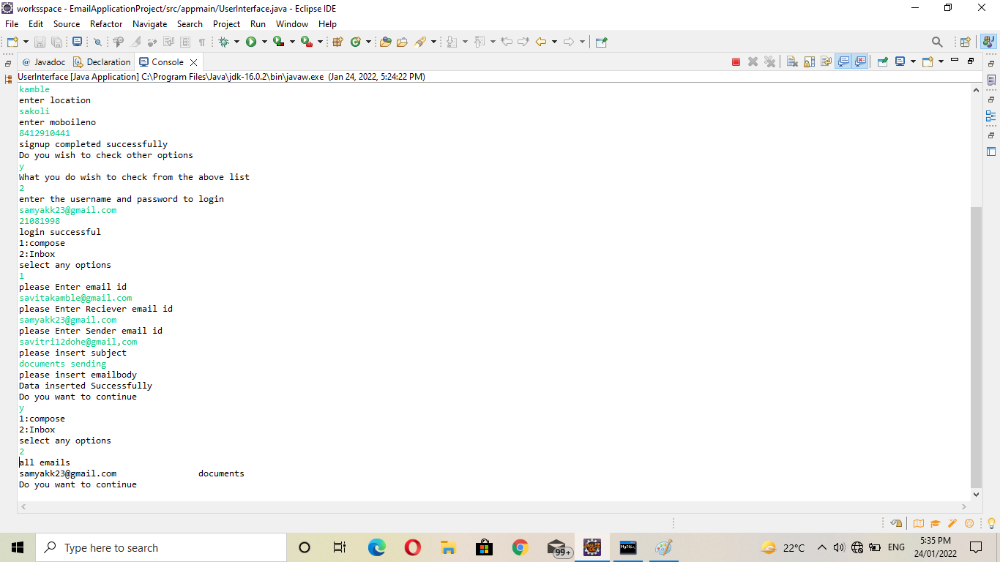 worksspace - EmailApplicationProject/src/appmain/UserInterface.java - Eclipse IDE
File Edit Source Refactor Navigate Search Project Run Window Help
@ Javadoc Declaration Console
UserInterface [Java Application] C:\Program Files\Java\jdk-16.0.2\bin\javaw.exe (Jan 24, 2022, 5:24:22 PM)
kamble
enter location
sakoli
enter moboileno
8412910441
signup completed successfully
Do you wish to check other options
y
What you do wish to check from the above list
2
enter the username and password to login
samyakk23@gmail.com
21081998
login successful
1:compose
2:Inbox
select any options
1
please Enter email id
savitakamble@gmail.com
please Enter Reciever email id
samyakk23@gmail.com
please Enter Sender email id
savitri12dohe@gmail,com
please insert subject
documents sending
please insert emailbody
Data inserted Successfully
Do you want to continue
y
1:compose
2:Inbox
select any options
2
all emails
samyakk23@gmail.com documents
Do you want to continue
Type here to search
99+
JAVA EE IDE
MySQL
22°C
ENG
5:35 PM
24/01/2022